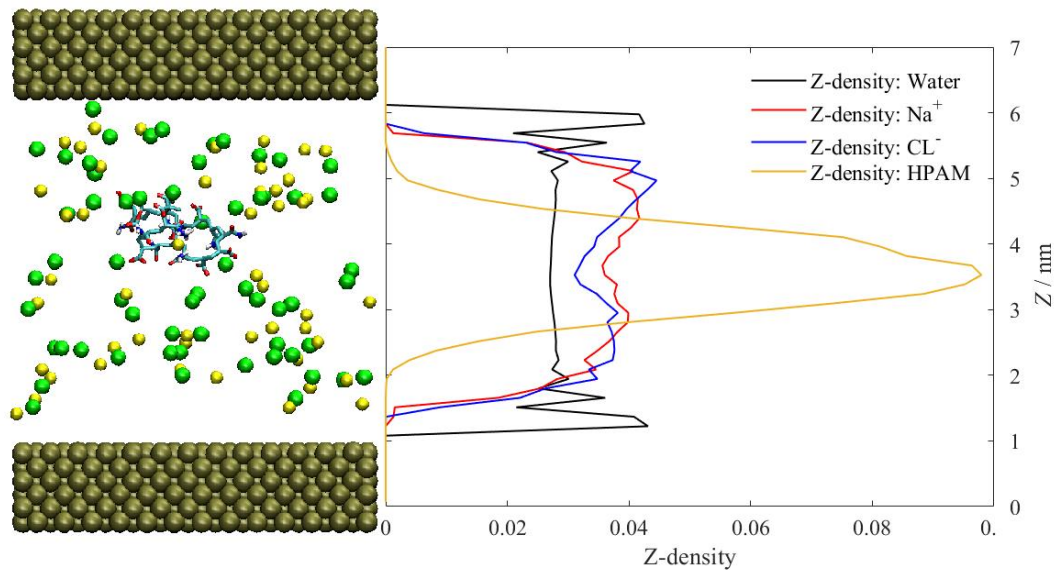 7
Z-density: Water
6
Z-density: Na⁺
Z-density: CL⁻
5
Z-density: HPAM
4
Z / nm
3
2
1
0
0 0.02 0.04 0.06 0.08 0.
Z-density